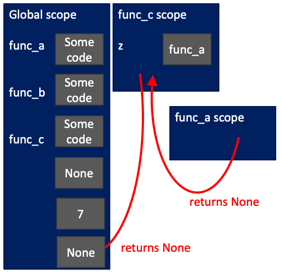 Global scope
func_a
Some
code
func_b
Some
code
func_c
Some
code
None
7
None
func_c scope
z
func_a
func_a scope
returns None
returns None